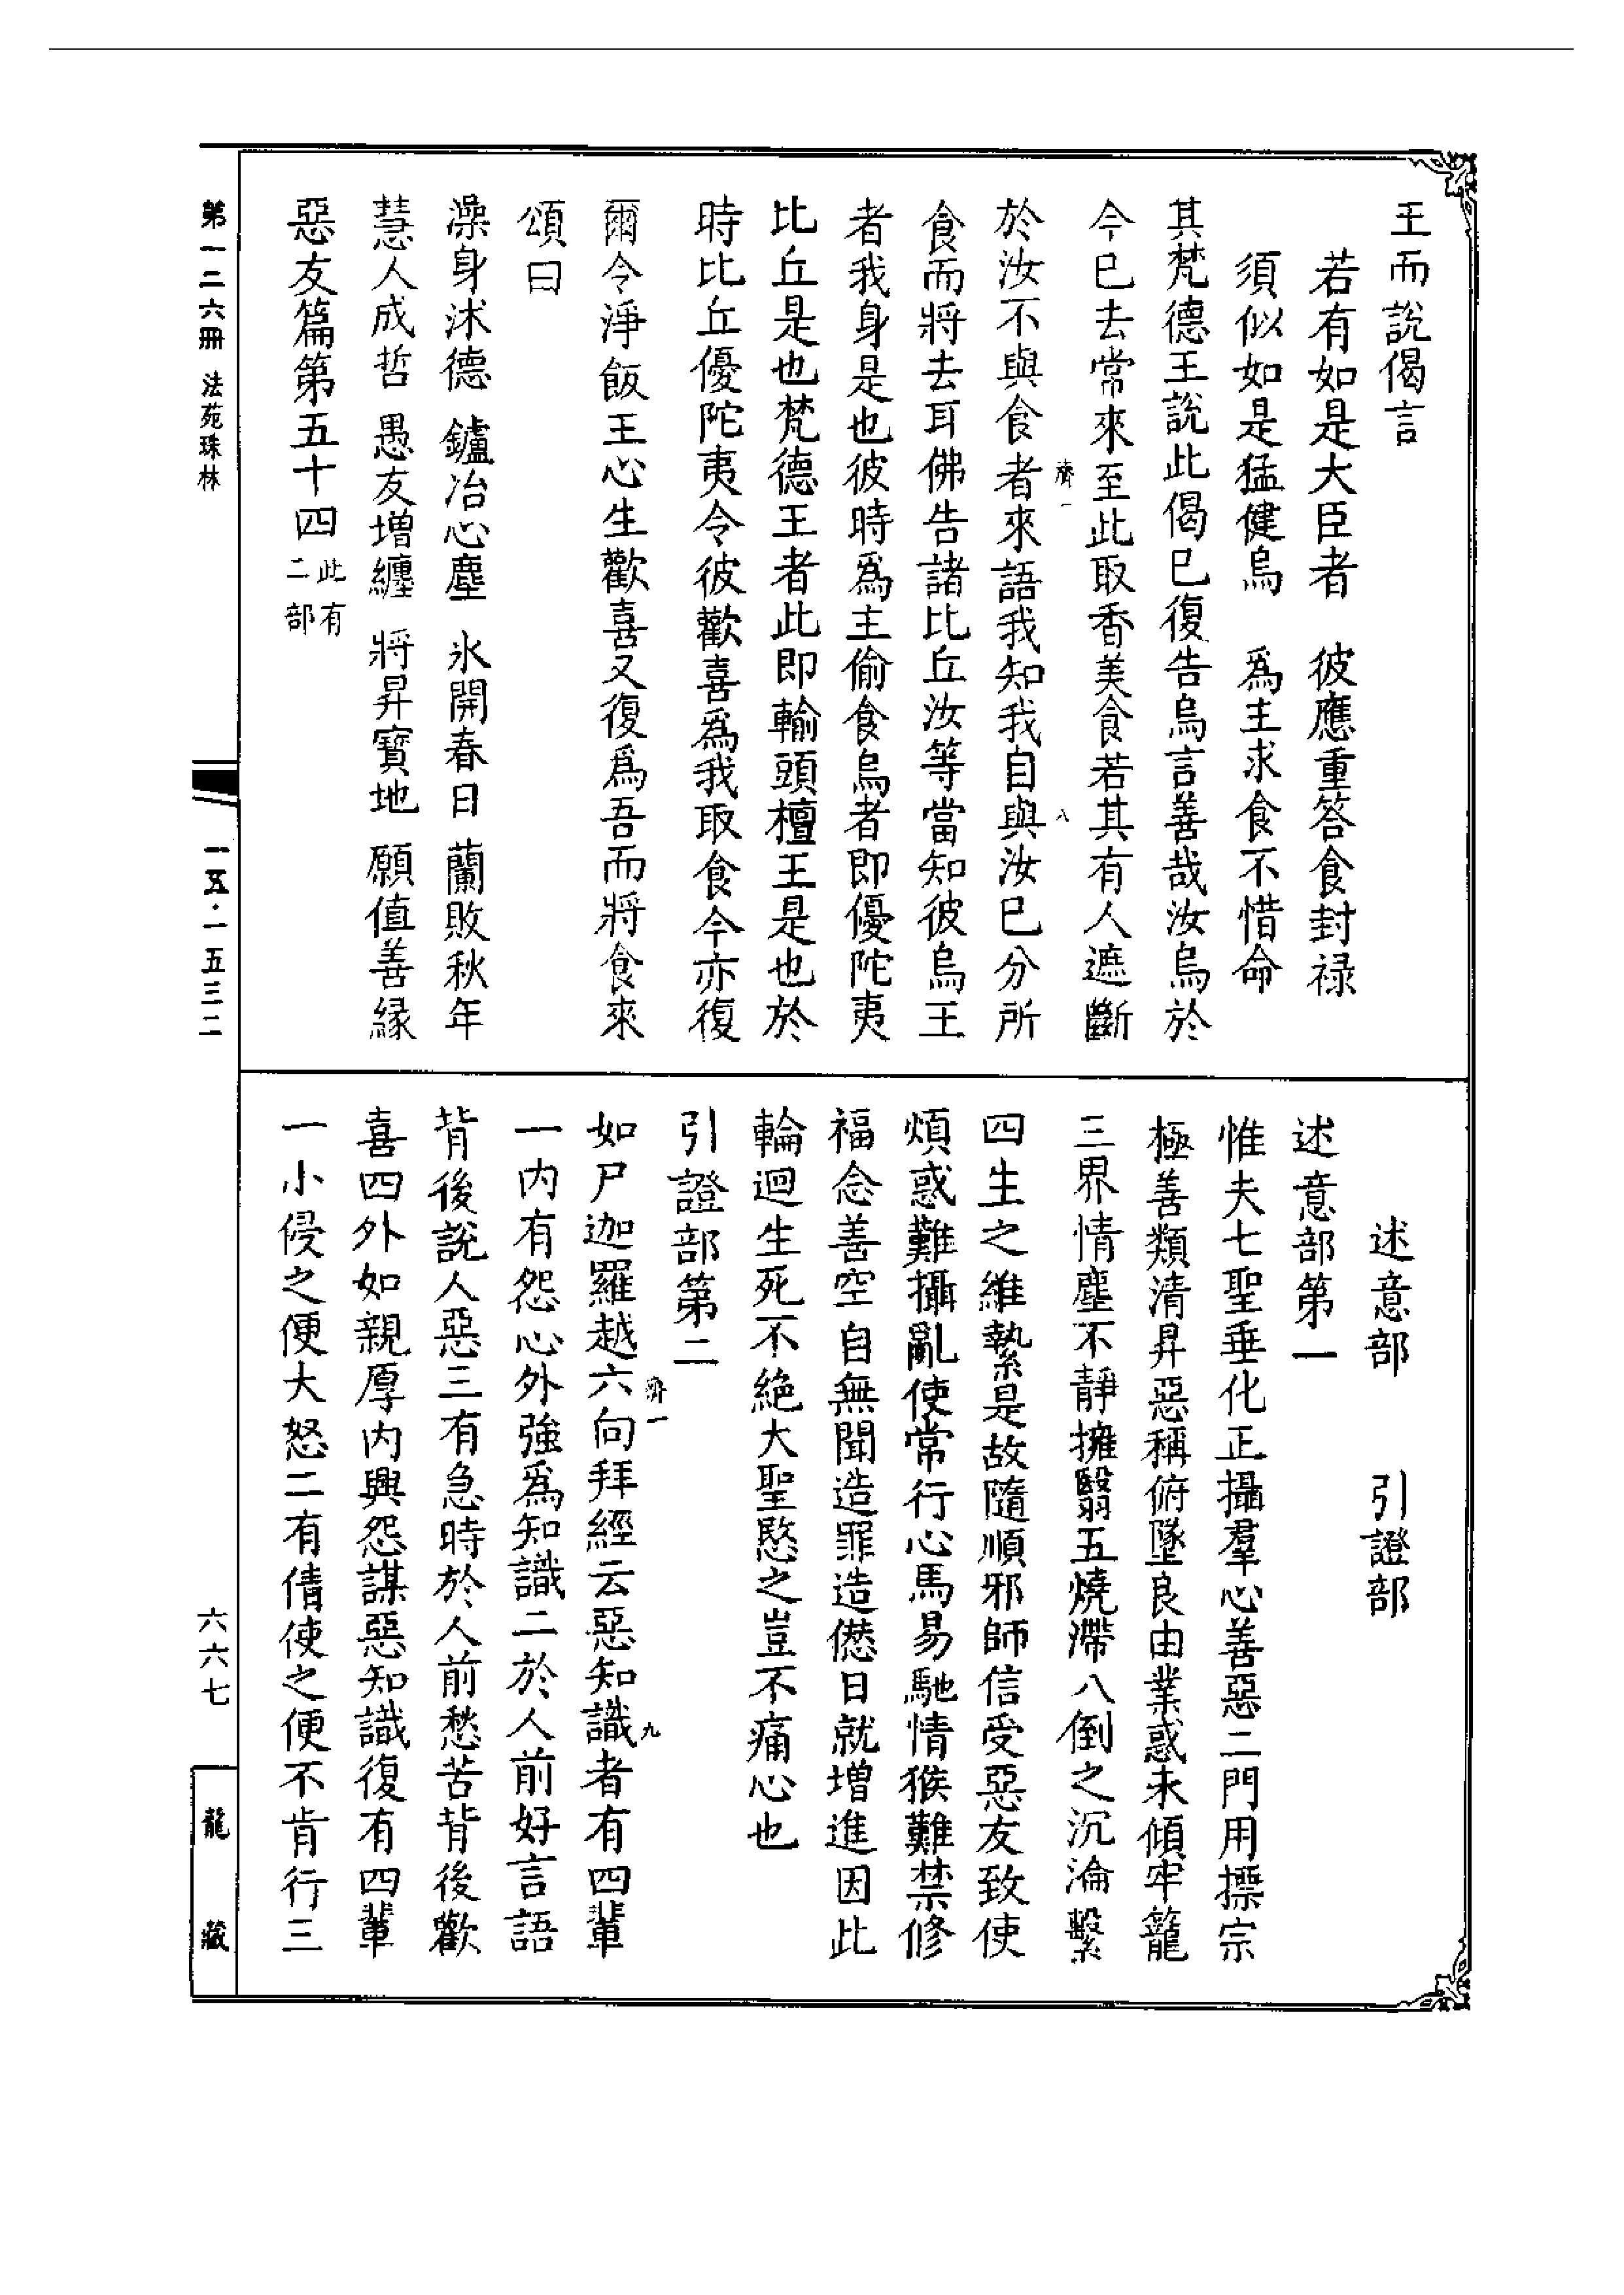 王而說偈言
若有如是大臣者　彼應重答食封祿
須似如是猛健烏　爲主求食不惜命
其梵德王說此偈已復告烏言善哉汝烏於
今已去常來至此取香美食若其有人遮斷
於汝不與食者來語我知我自與汝已分所
濟一
八
食而將去耳佛告諸比丘汝等當知彼烏王
者我身是也彼時爲主偷食烏者即優陀夷
比丘是也梵德王者此即輸頭檀王是也於
時比丘優陀夷令彼歡喜爲我取食今亦復
爾令淨飯王心生歡喜又復爲吾而將食來
頌曰
澡身沐德　鑪冶心塵　氷開春日　蘭敗秋年
慧人成哲　愚友增纏　將昇寶地　願值善縁
惡友篇第五十四此有二部
述意部　引證部
述意部第一
惟夫七聖垂化正攝羣心善惡二門用摽宗
極善類清昇惡稱俯墜良由業惑未傾牢籠
三界情塵不靜擁翳五燒滯八倒之沉淪繫
四生之維縶是故隨順邪師信受惡友致使
煩惑難攝亂使常行心馬易馳情猴難禁修
福念善空自無聞造罪造僁日就增進因此
輪迴生死不絶大聖愍之豈不痛心也
引證部第二
如尸迦羅越六向拜經云惡知識者有四輩
濟一
九
一內有怨心外強爲知識二於人前好言語
背後說人惡三有急時於人前愁苦背後歡
喜四外如親厚內興怨謀惡知識復有四輩
一小侵之便大怒二有倩使之便不肯行三
第一二六冊　法苑珠林
一五·一五三二
六六七
龍藏